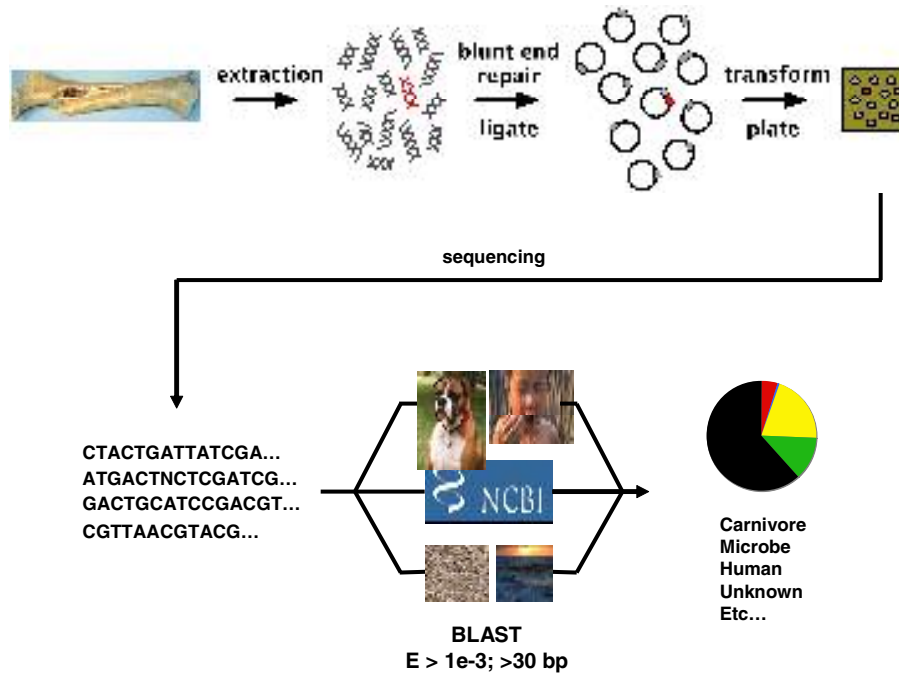 extraction
blunt end
repair
ligate
transform
plate
sequencing
CTACTGATTATCGA...
ATGACTNCTCGATCG...
GACTGCATCCGACGT...
CGTTAACGTACG...
NCBI
BLAST
E > 1e-3; >30 bp
Carnivore
Microbe
Human
Unknown
Etc...